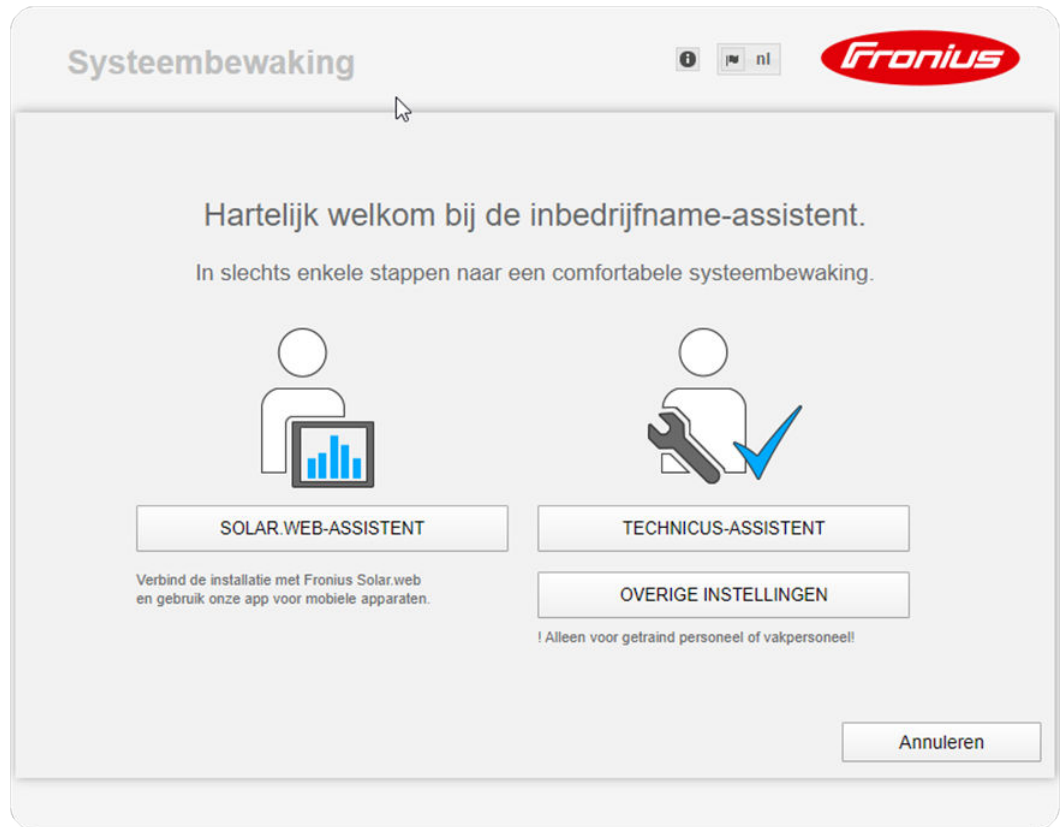 Systeembewaking
nl
Fronius
Hartelijk welkom bij de inbedrijfname-assistent.
In slechts enkele stappen naar een comfortabele systeembewaking.
SOLAR.WEB-ASSISTENT
Verbind de installatie met Fronius Solar.web
en gebruik onze app voor mobiele apparaten.
TECHNICUS-ASSISTENT
OVERIGE INSTELLINGEN
! Alleen voor getraind personeel of vakpersoneel!
Annuleren